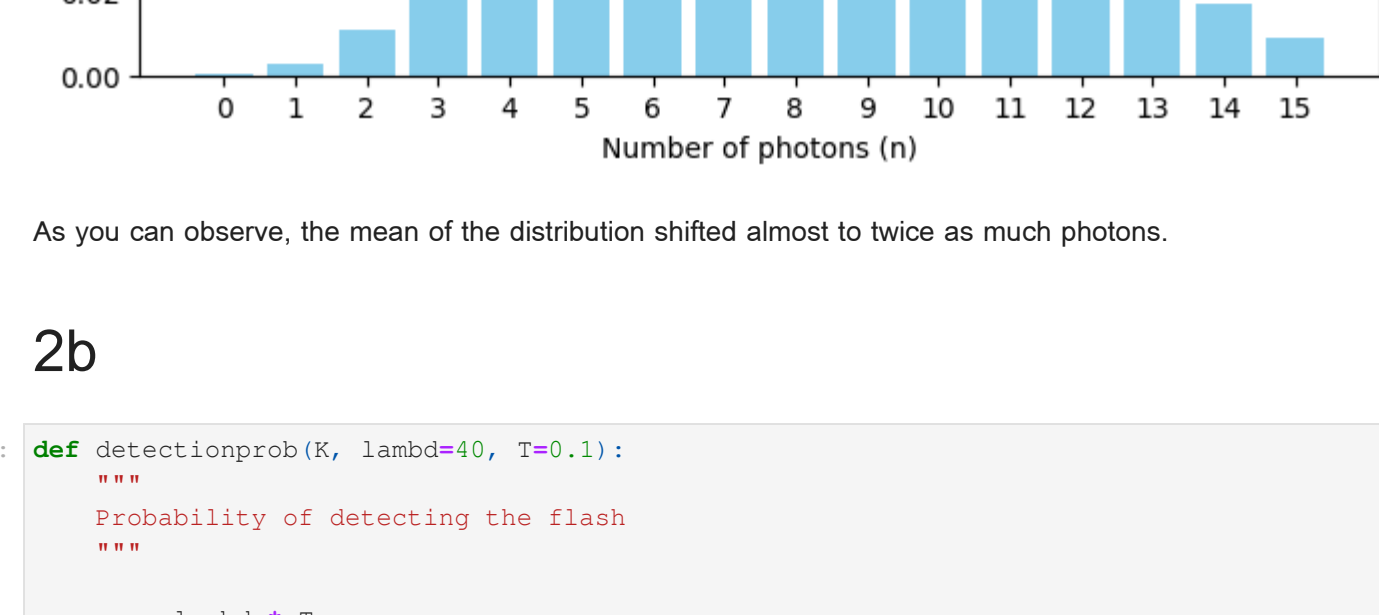 0.02
0.00
0 1 2 3 4 5 6 7 8 9 10 11 12 13 14 15
Number of photons (n)
As you can observe, the mean of the distribution shifted almost to twice as much photons.
2b
: def detectionprob(K, lambd=40, T=0.1):
"""
Probability of detecting the flash
"""